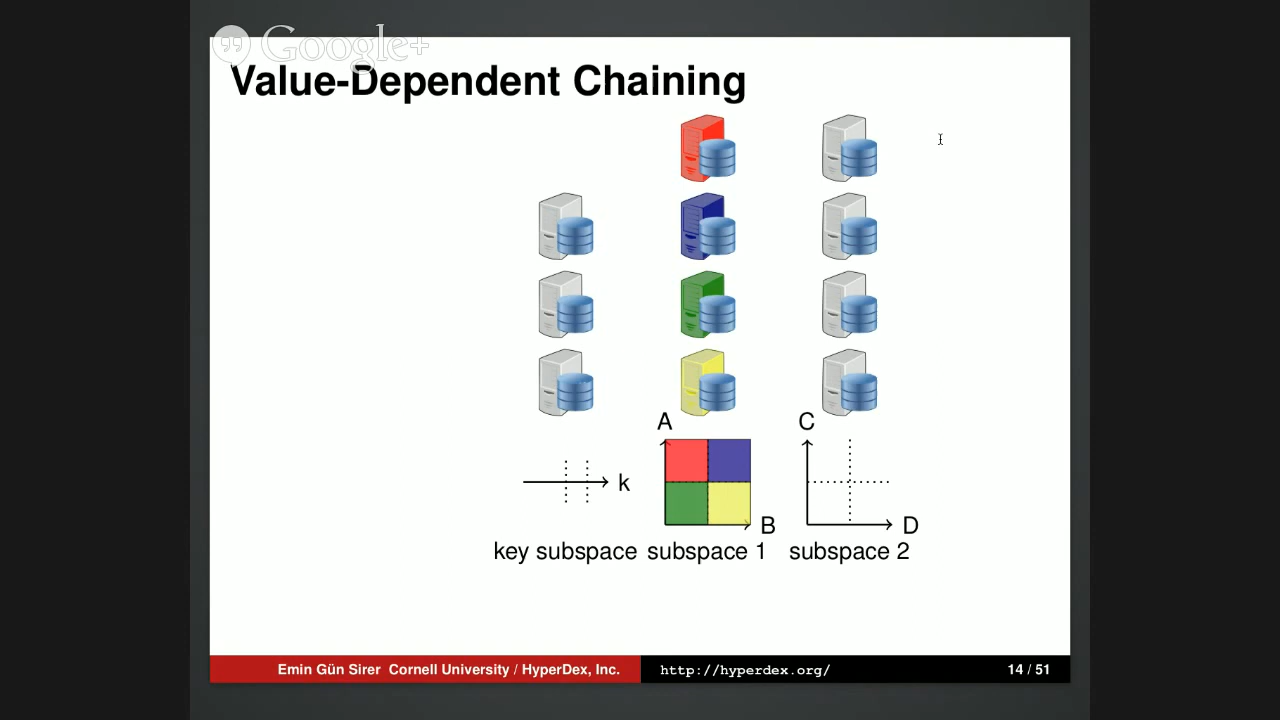 Google+
Value-Dependent Chaining
A
C
k
B
D
key subspace
subspace 1
subspace 2
Emin Gün Sirer Cornell University / HyperDex, Inc.
http://hyperdex.org/
14 / 51